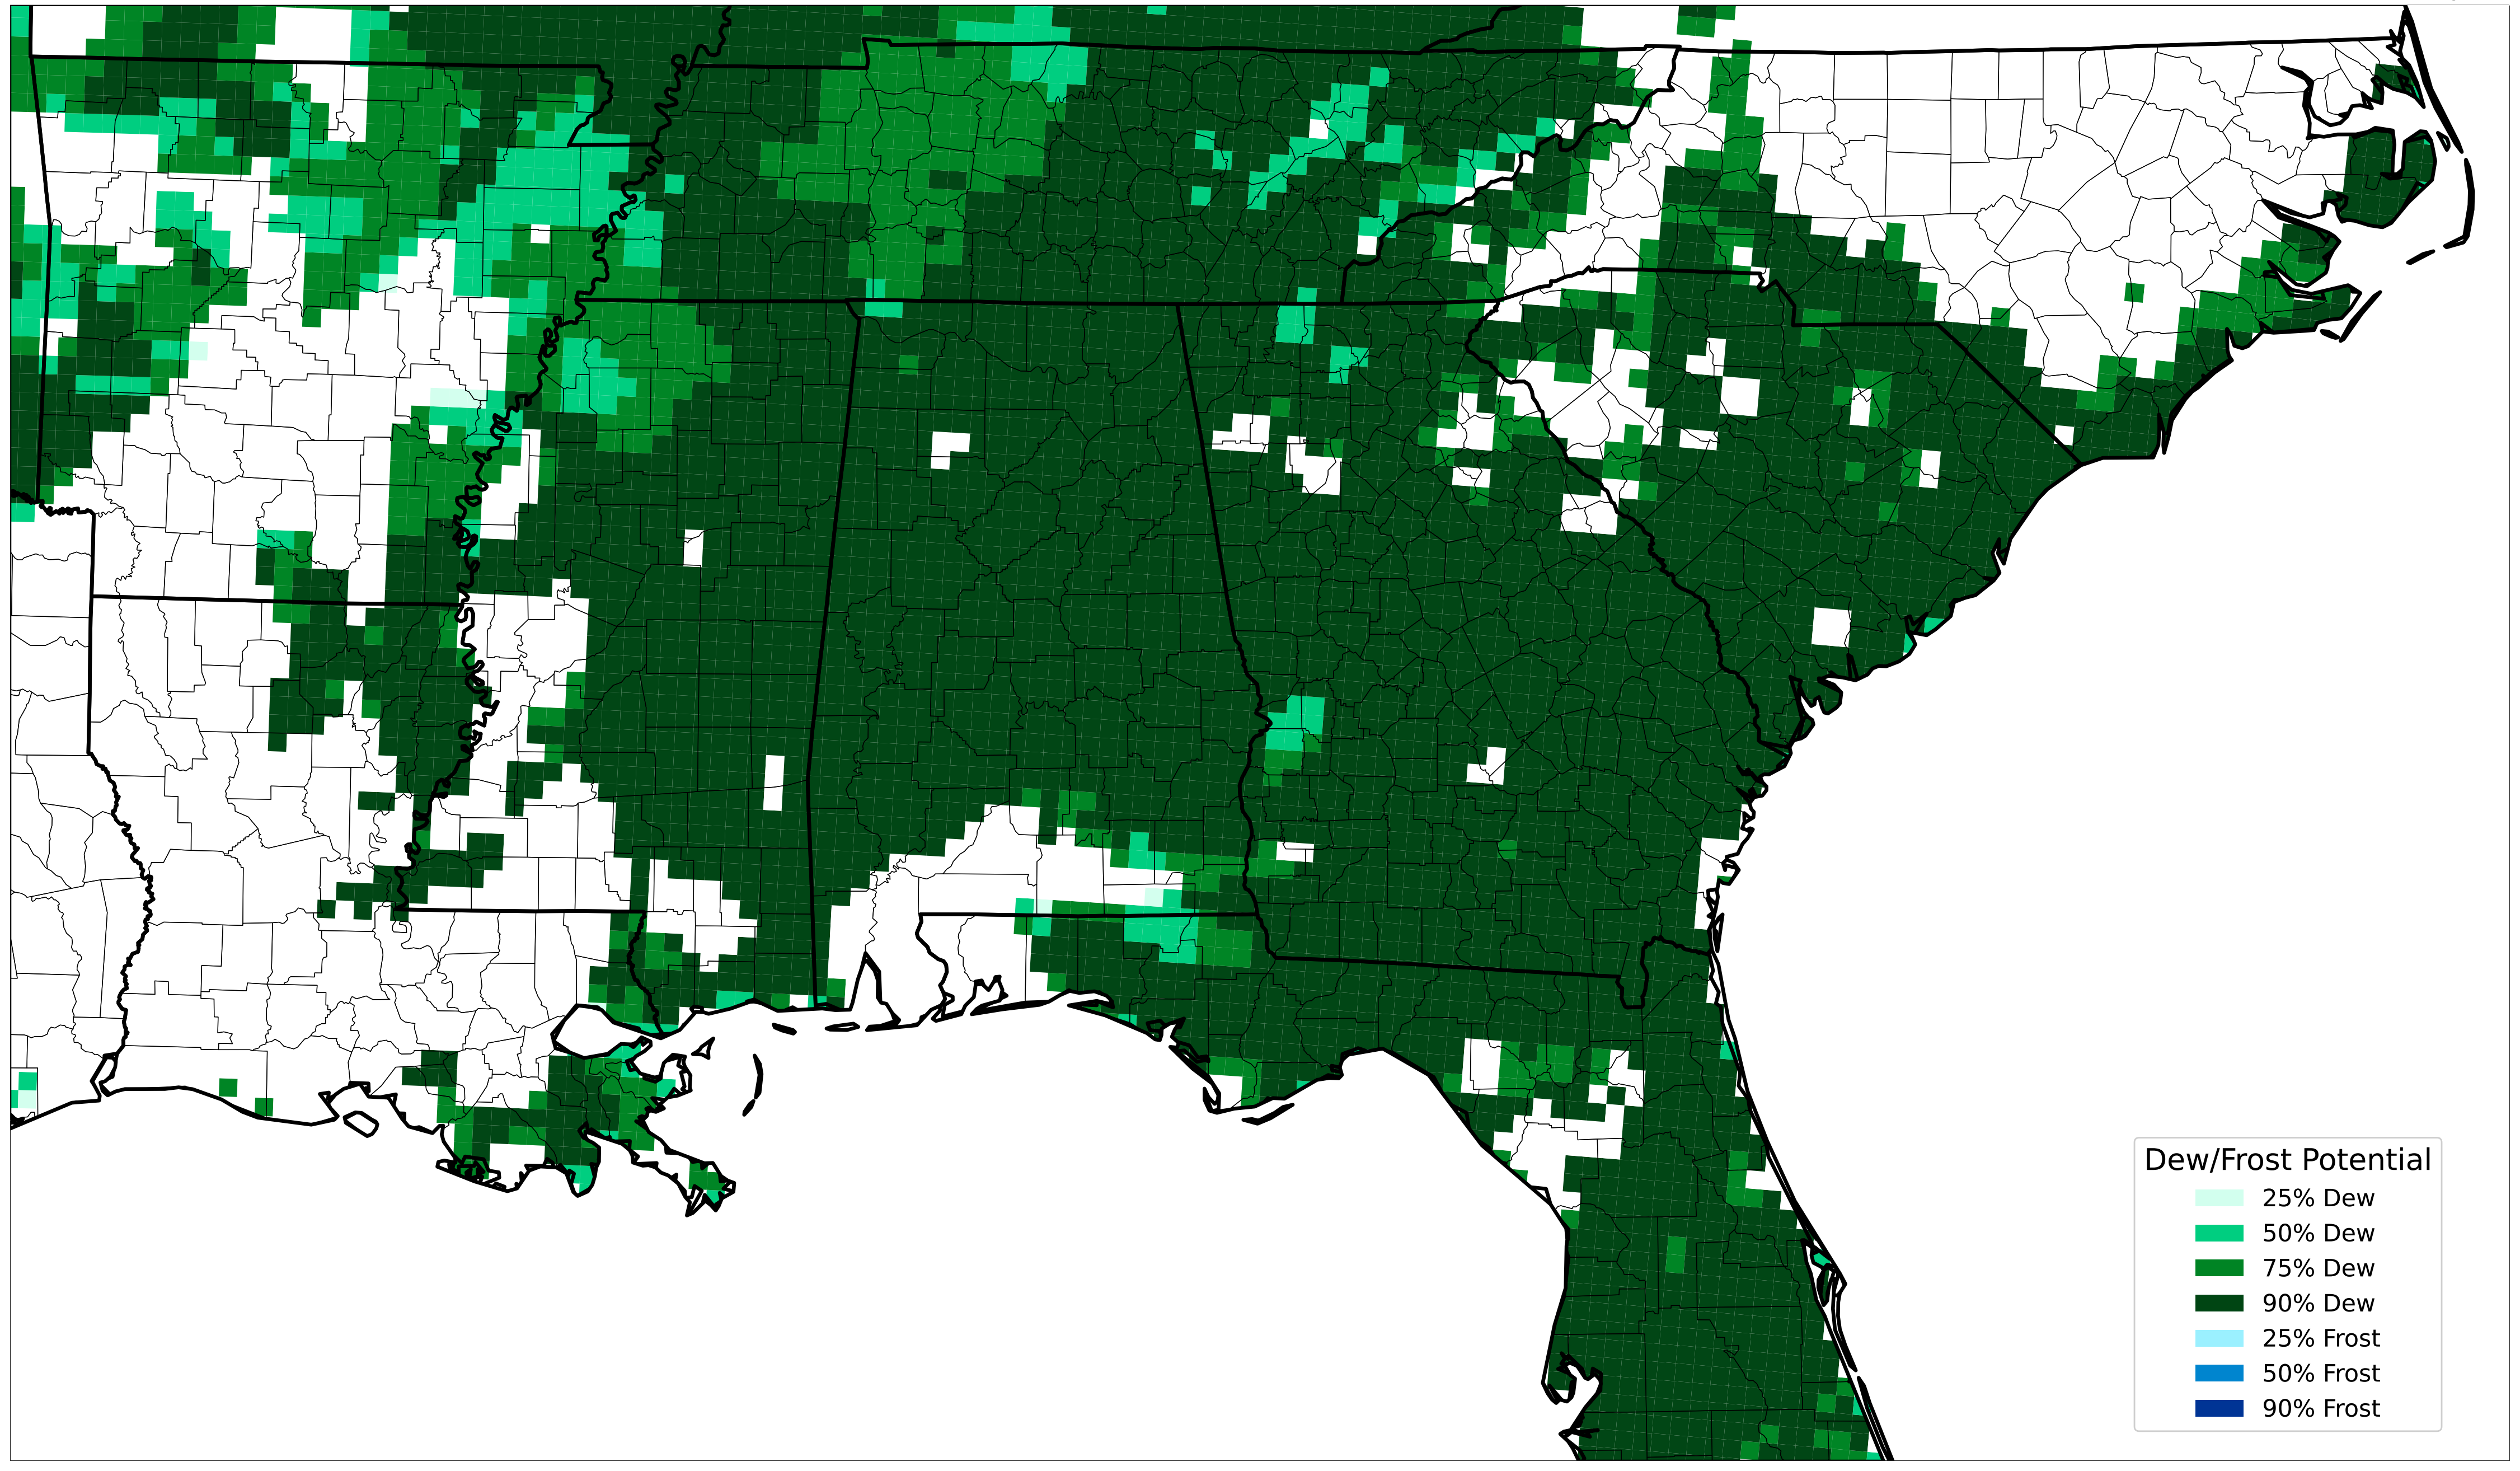 Dew/Frost Potential
25% Dew
50% Dew
75% Dew
90% Dew
25% Frost
50% Frost
90% Frost